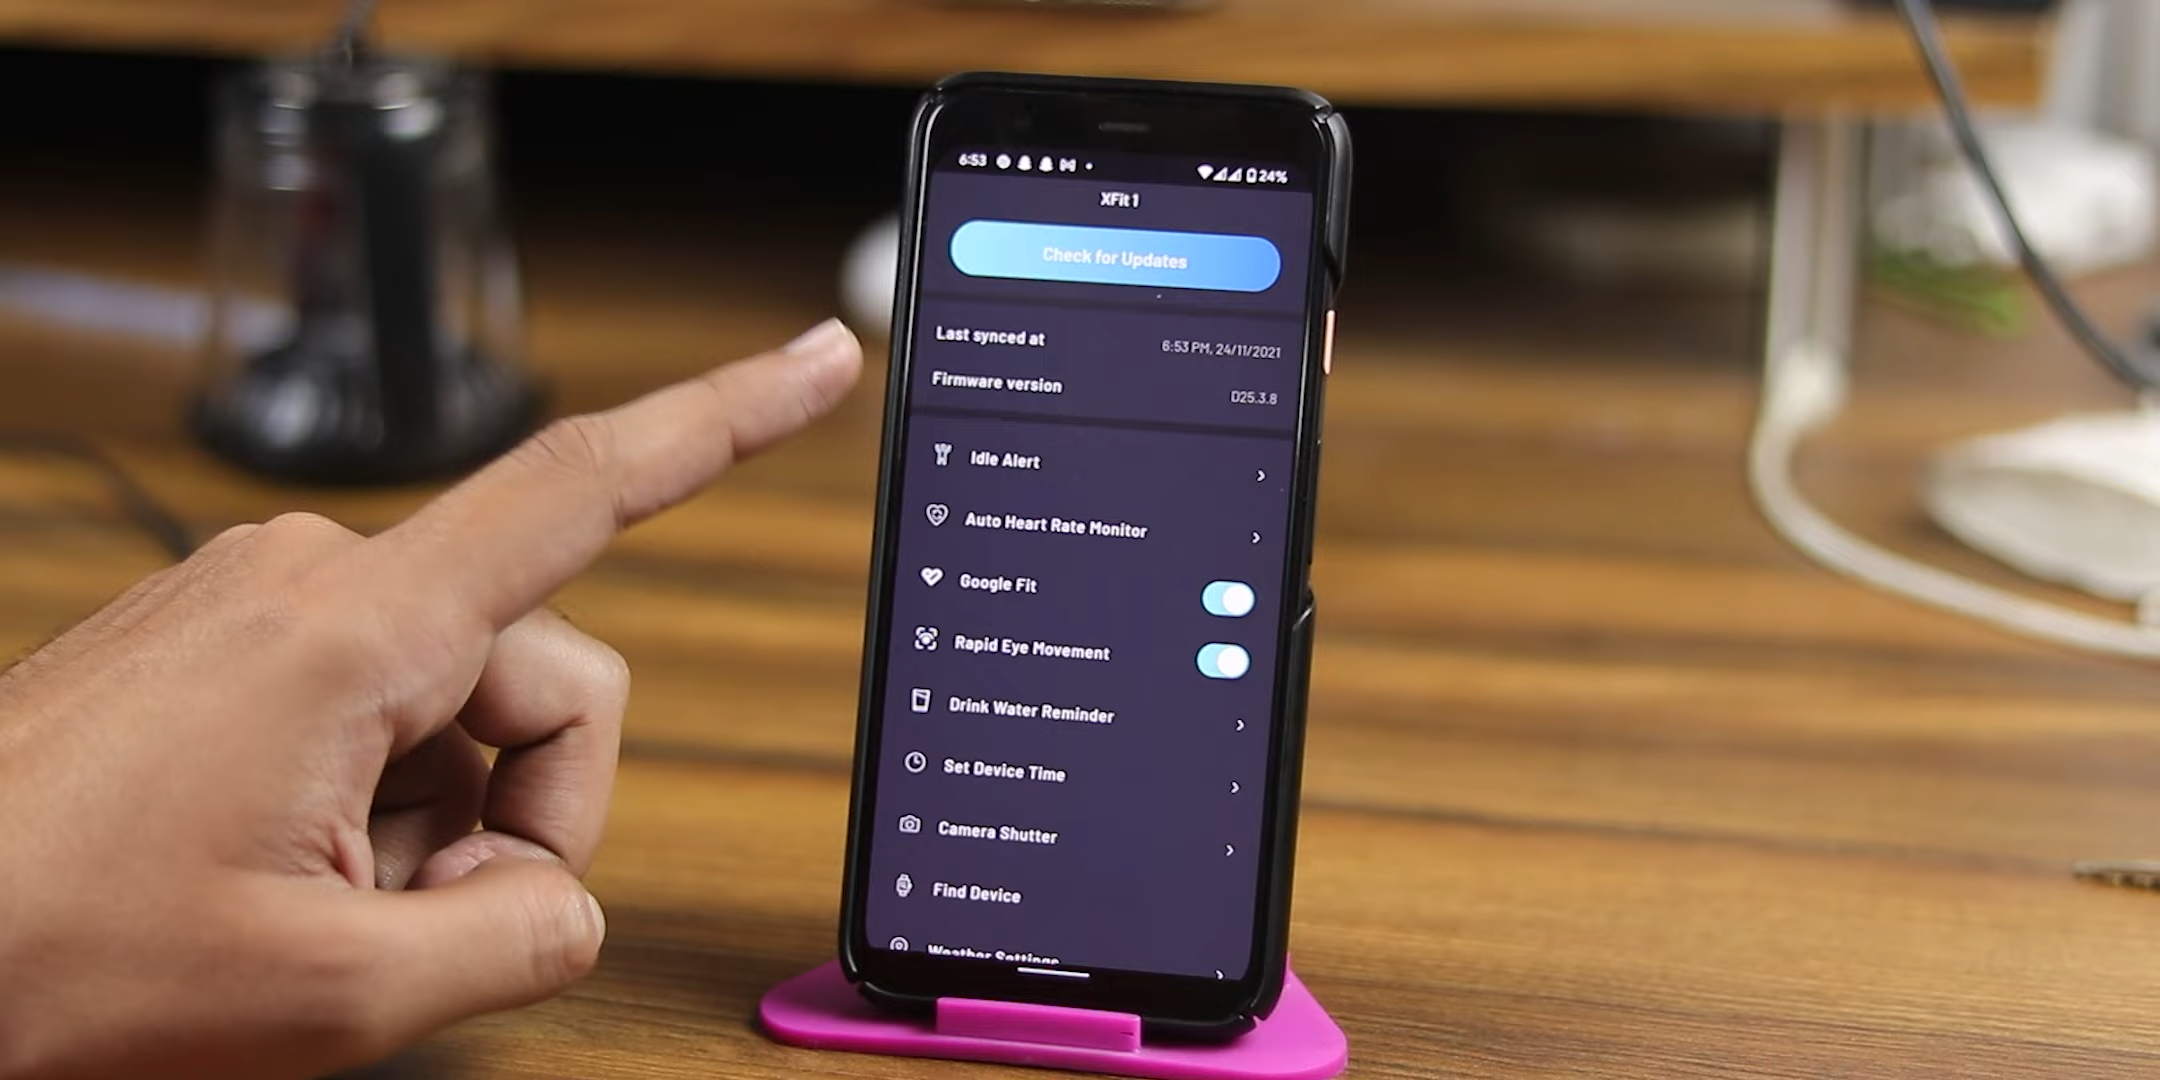 6:53
24%
XFit 1
Check for Updates
Last synced at
6:53 PM, 24/11/2021
Firmware version
D25.3.8
Idle Alert
Auto Heart Rate Monitor
Google Fit
Rapid Eye Movement
Drink Water Reminder
Set Device Time
Camera Shutter
Find Device
Weather Settings